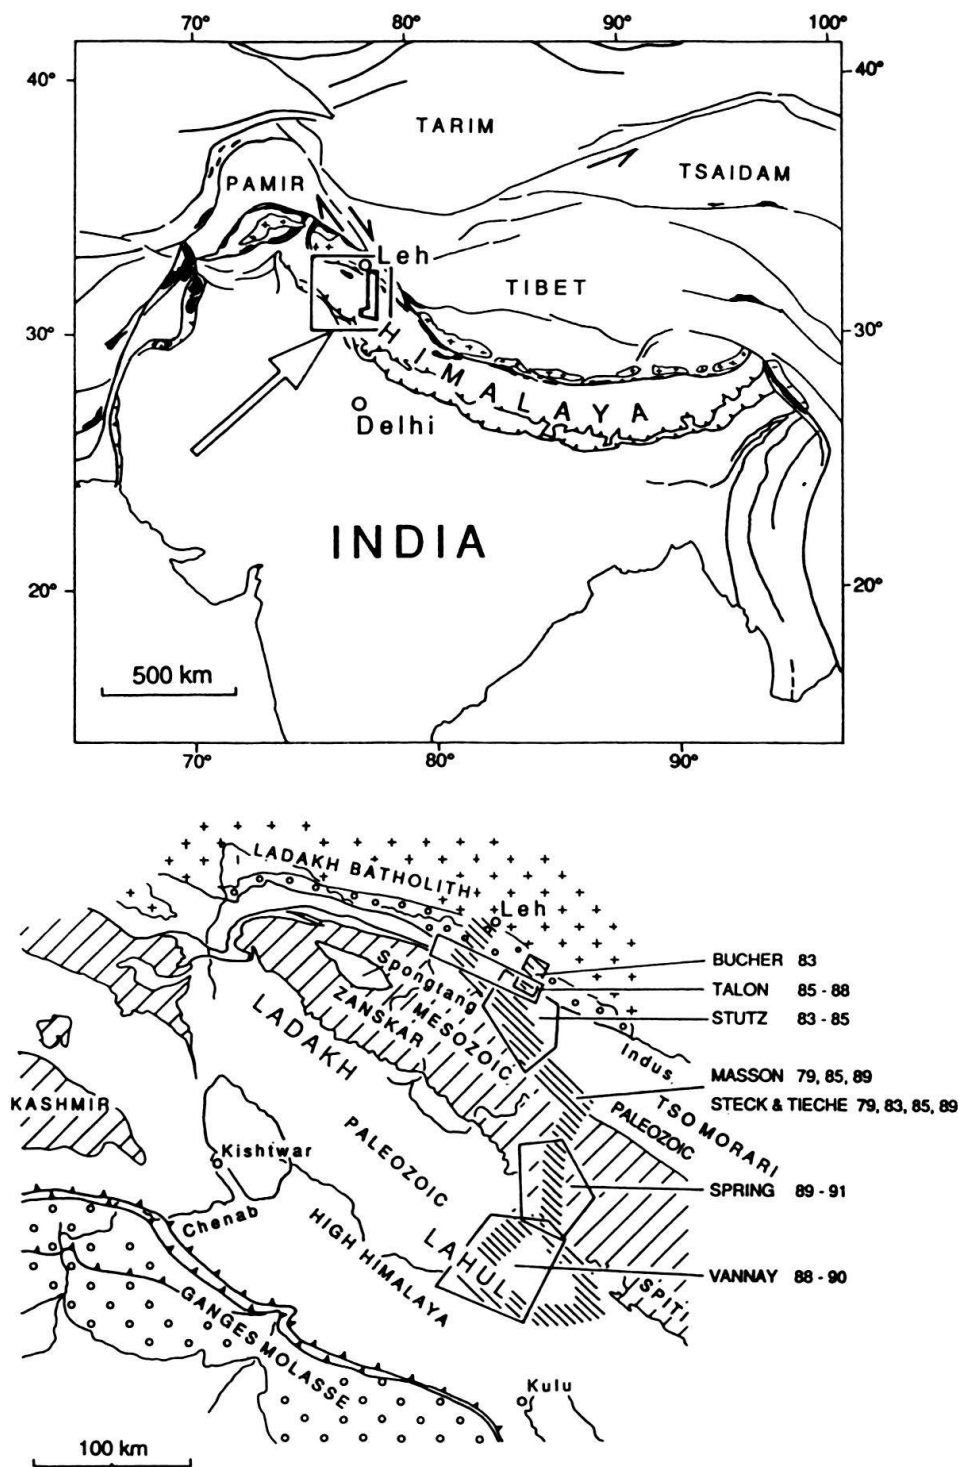 70° 80° 90° 100°
40° 40°
TARIM
TSAIDAM
PAMIR
Leh
TIBET
30° 30°
HIMALAYA
Delhi
INDIA
20° 20°
500 km
70° 80° 90°
LADAKH BATHOLITH
Leh
BUCHER 83
Spongtang
TALON 85 - 88
ZANSKAR
MESOZOIC
STUTZ 83 - 85
LADAKH
Indus
MASSON 79, 85, 89
STECK & TIECHE 79, 83, 85, 89
TSO MORARI
PALEOZOIC
KASHMIR
PALEOZOIC
Kishtwar
SPRING 89 - 91
Chenab
HIGH HIMALAYA
LAHUL
VANNAY 88 - 90
SPITI
GANGES MOLASSE
Kulu
100 km